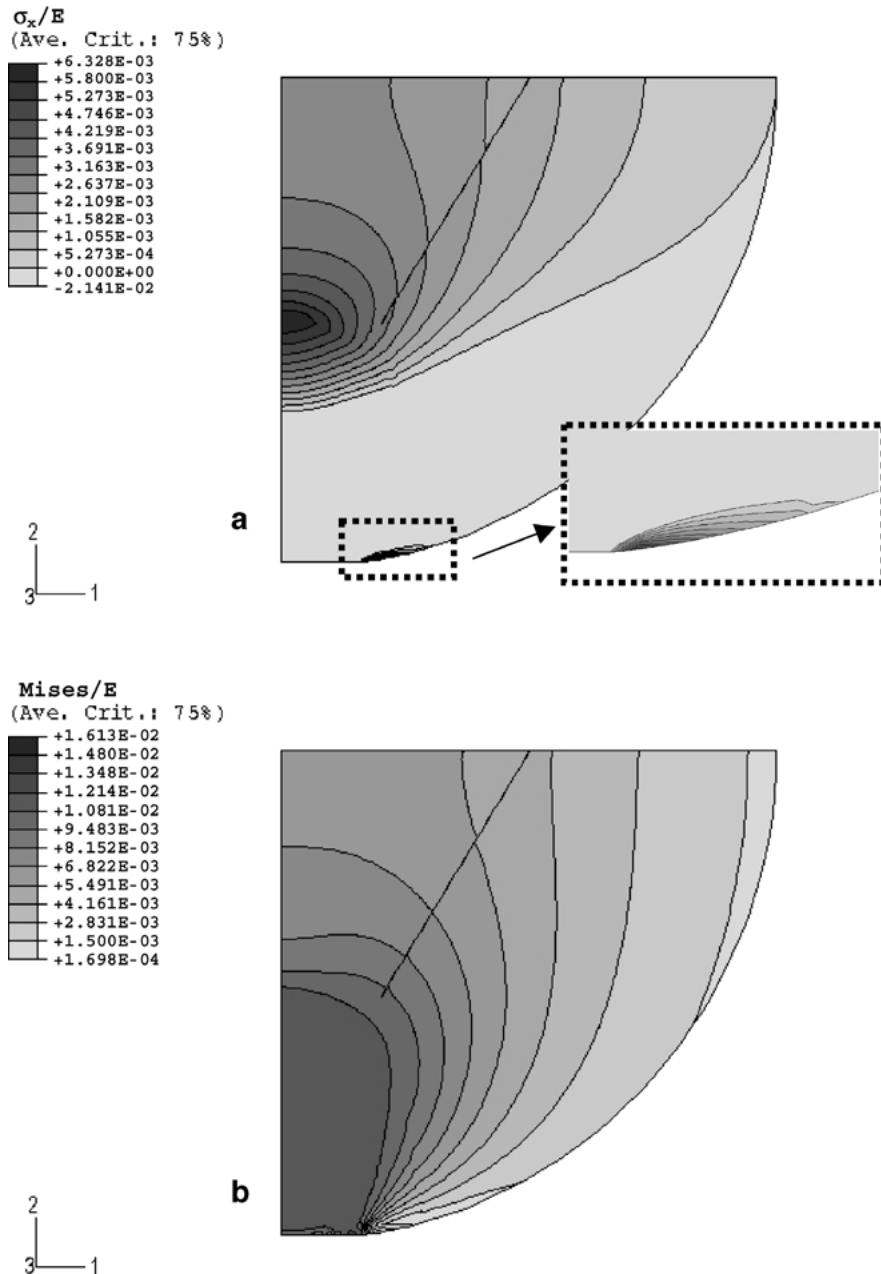 σx/E
(Ave. Crit.: 75%)
+6.328E-03
+5.800E-03
+5.273E-03
+4.746E-03
+4.219E-03
+3.691E-03
+3.163E-03
+2.637E-03
+2.109E-03
+1.582E-03
+1.055E-03
+5.273E-04
+0.000E+00
-2.141E-02
a
2
3 1
Mises/E
(Ave. Crit.: 75%)
+1.613E-02
+1.480E-02
+1.348E-02
+1.214E-02
+1.081E-02
+9.483E-03
+8.152E-03
+6.822E-03
+5.491E-03
+4.161E-03
+2.831E-03
+1.500E-03
+1.698E-04
b
2
3 1